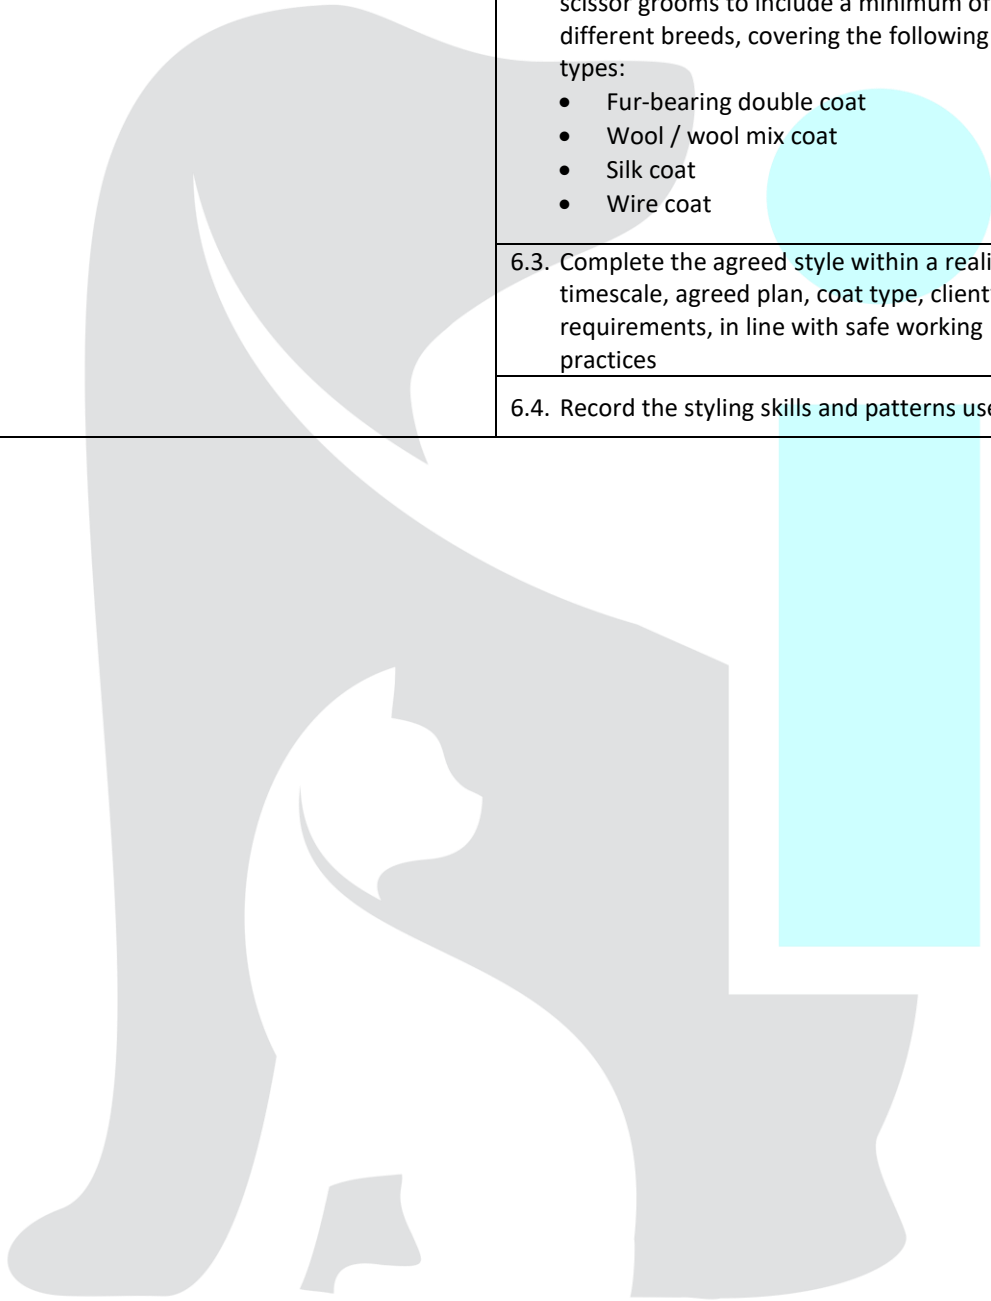 scissor grooms to include a minimum of
different breeds, covering the following
types:
• Fur-bearing double coat
• Wool / wool mix coat
• Silk coat
• Wire coat
6.3. Complete the agreed style within a reali
timescale, agreed plan, coat type, client
requirements, in line with safe working
practices
6.4. Record the styling skills and patterns use